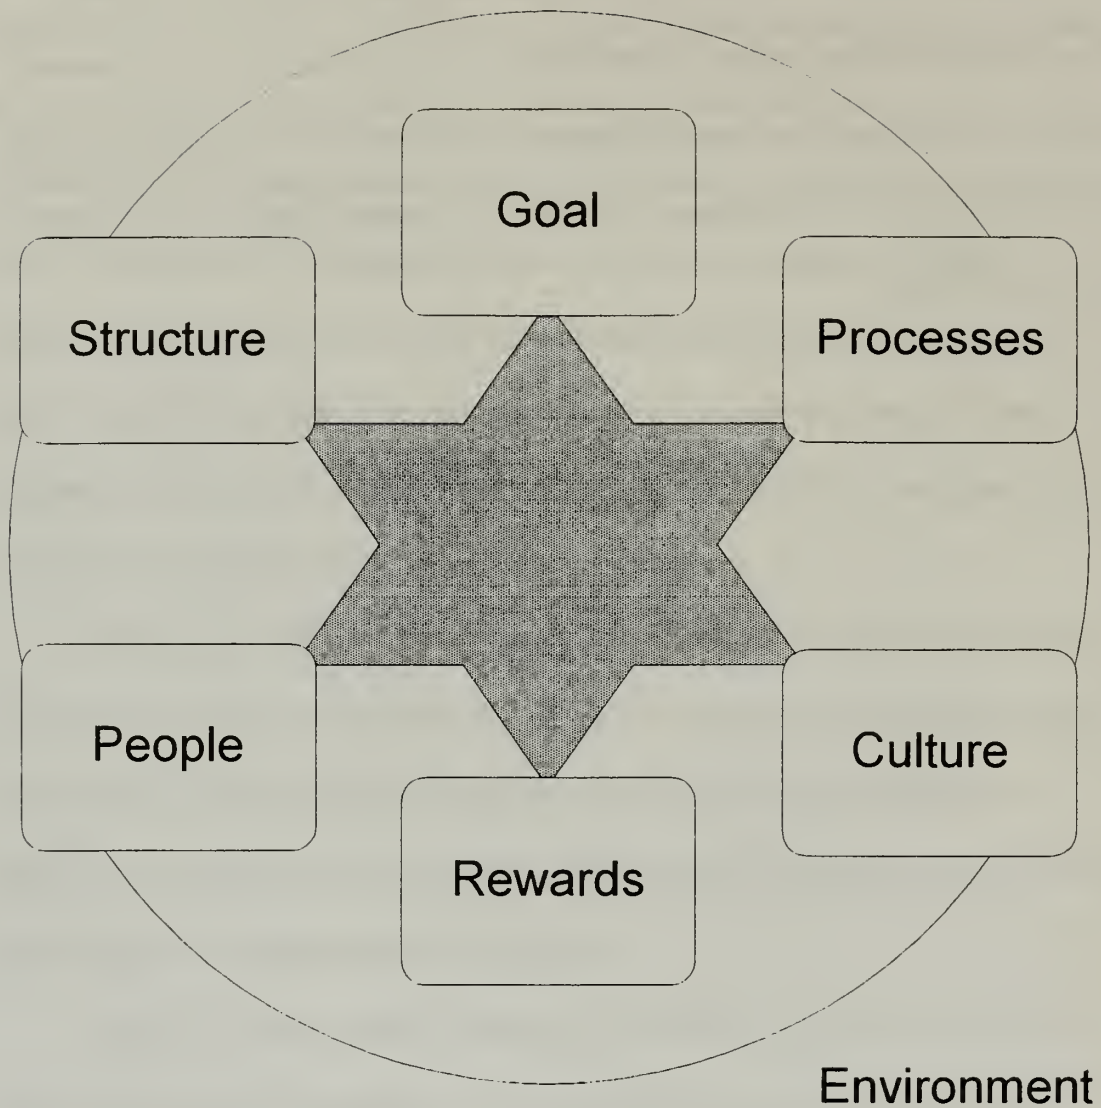 Goal
Structure
Processes
People
Culture
Rewards
Environment